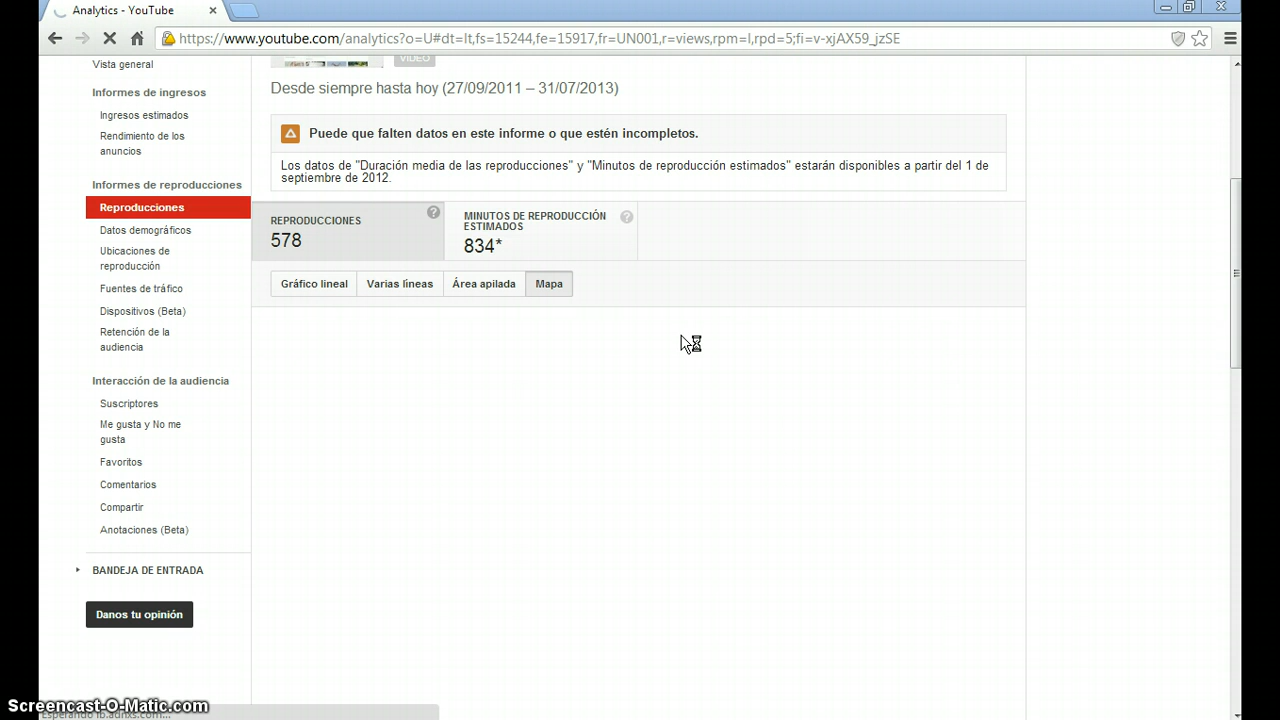 Analytics - YouTube
https://www.youtube.com/analytics?o=U#dt=lt,fs=15244,fe=15917,fr=UN001,r=views,rpm=l,rpd=5;fi=v-xjAX59_jzSE
Vista general
Informes de ingresos
Ingresos estimados
Rendimiento de los
anuncios
Informes de reproducciones
Reproducciones
Datos demográficos
Ubicaciones de
reproducción
Fuentes de tráfico
Dispositivos (Beta)
Retención de la
audiencia
Interacción de la audiencia
Suscriptores
Me gusta y No me
gusta
Favoritos
Comentarios
Compartir
Anotaciones (Beta)
BANDEJA DE ENTRADA
Danos tu opinión
VÍDEO
Desde siempre hasta hoy (27/09/2011 – 31/07/2013)
Puede que falten datos en este informe o que estén incompletos.
Los datos de "Duración media de las reproducciones" y "Minutos de reproducción estimados" estarán disponibles a partir del 1 de
septiembre de 2012.
REPRODUCCIONES
578
MINUTOS DE REPRODUCCIÓN
ESTIMADOS
834*
Gráfico lineal
Varias líneas
Área apilada
Mapa
Screencast-O-Matic.com
Esperando